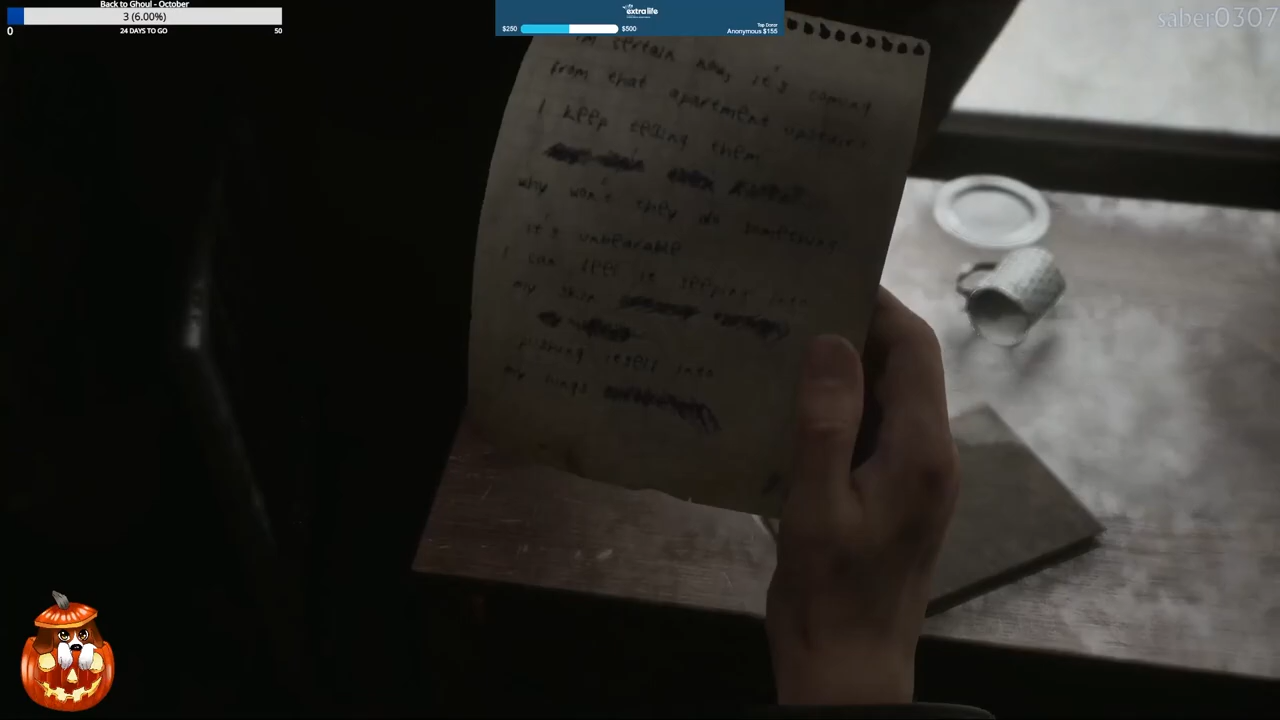 Back to Ghoul - October
3 (6.00%)
0
24 DAYS TO GO
50
extra life
$250
$500
Top Donor
Anonymous $155
saber0307
I'm certain now, it's coming
from that apartment upstairs
I keep telling them
why won't they do something
it's unbearable
I can feel it seeping into
my skin
pushing itself into
my lungs